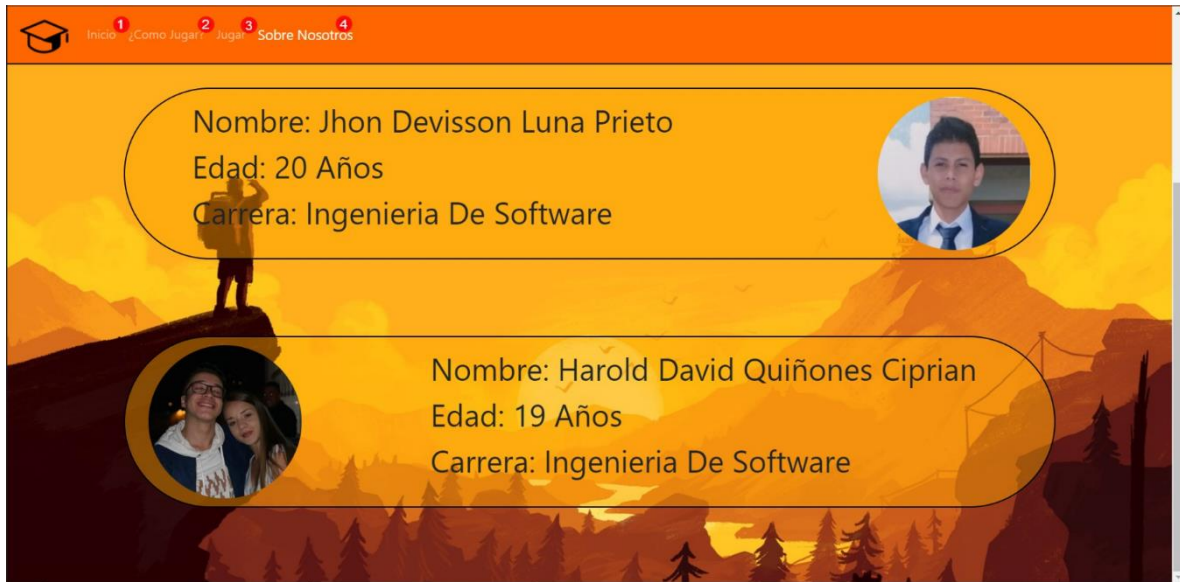 Inicio 1 ¿Como Jugar? 2 Jugar 3 Sobre Nosotros 4
Nombre: Jhon Devisson Luna Prieto
Edad: 20 Años
Carrera: Ingenieria De Software
Nombre: Harold David Quiñones Ciprian
Edad: 19 Años
Carrera: Ingenieria De Software